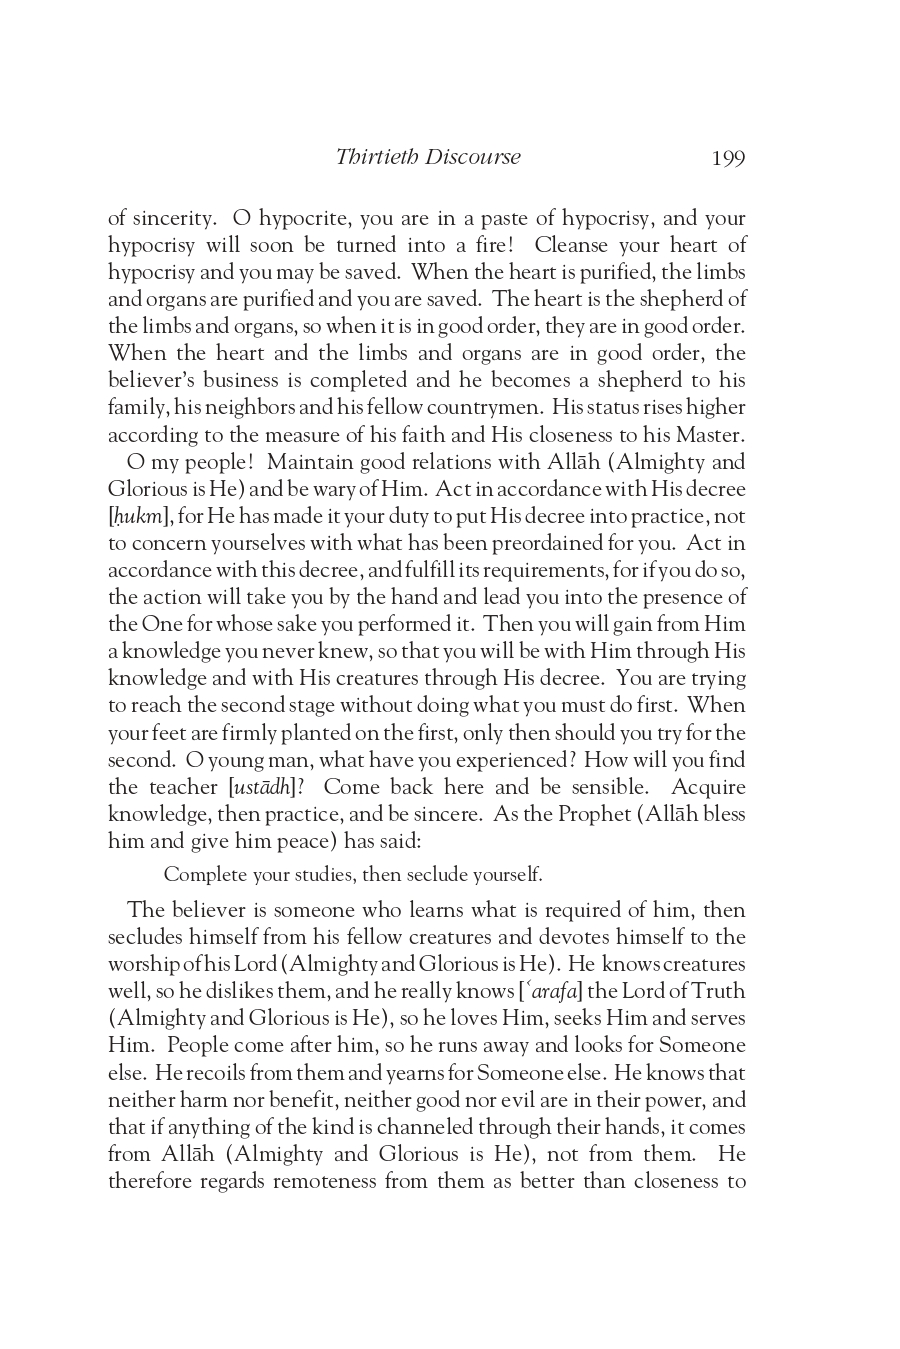 Thirtieth Discourse 199
of sincerity. O hypocrite, you are in a paste of hypocrisy, and your
hypocrisy will soon be turned into a fire! Cleanse your heart of
hypocrisy and you may be saved. When the heart is purified, the limbs
and organs are purified and you are saved. The heart is the shepherd of
the limbs and organs, so when it is in good order, they are in good order.
When the heart and the limbs and organs are in good order, the
believer's business is completed and he becomes a shepherd to his
family, his neighbors and his fellow countrymen. His status rises higher
according to the measure of his faith and His closeness to his Master.
O my people! Maintain good relations with Allāh (Almighty and
Glorious is He) and be wary of Him. Act in accordance with His decree
[ḥukm], for He has made it your duty to put His decree into practice, not
to concern yourselves with what has been preordained for you. Act in
accordance with this decree, and fulfill its requirements, for if you do so,
the action will take you by the hand and lead you into the presence of
the One for whose sake you performed it. Then you will gain from Him
a knowledge you never knew, so that you will be with Him through His
knowledge and with His creatures through His decree. You are trying
to reach the second stage without doing what you must do first. When
your feet are firmly planted on the first, only then should you try for the
second. O young man, what have you experienced? How will you find
the teacher [ustādh]? Come back here and be sensible. Acquire
knowledge, then practice, and be sincere. As the Prophet (Allāh bless
him and give him peace) has said:
Complete your studies, then seclude yourself.
The believer is someone who learns what is required of him, then
secludes himself from his fellow creatures and devotes himself to the
worship of his Lord (Almighty and Glorious is He). He knows creatures
well, so he dislikes them, and he really knows [ʿarafa] the Lord of Truth
(Almighty and Glorious is He), so he loves Him, seeks Him and serves
Him. People come after him, so he runs away and looks for Someone
else. He recoils from them and yearns for Someone else. He knows that
neither harm nor benefit, neither good nor evil are in their power, and
that if anything of the kind is channeled through their hands, it comes
from Allāh (Almighty and Glorious is He), not from them. He
therefore regards remoteness from them as better than closeness to